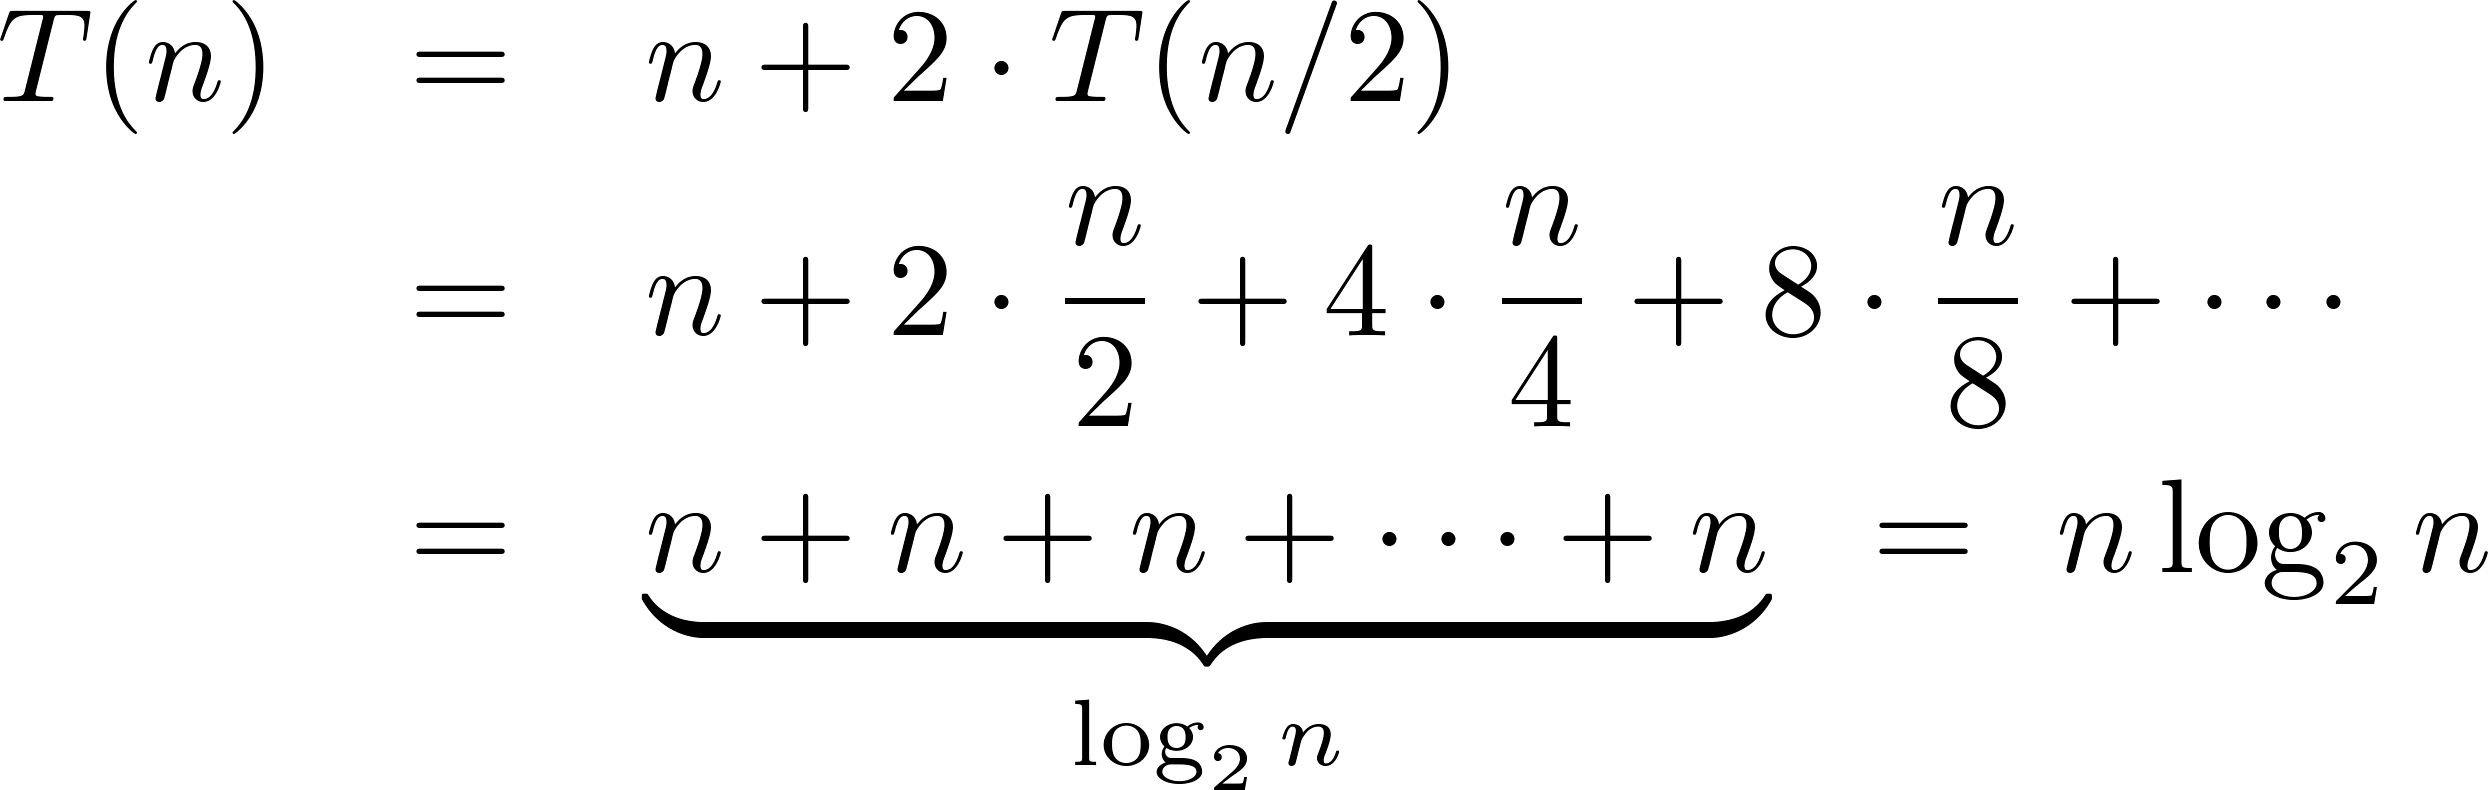 T(n) = n + 2 · T(n/2)
= n + 2 · n/2 + 4 · n/4 + 8 · n/8 + · · ·
= n + n + n + · · · + n = n log₂ n
log₂ n